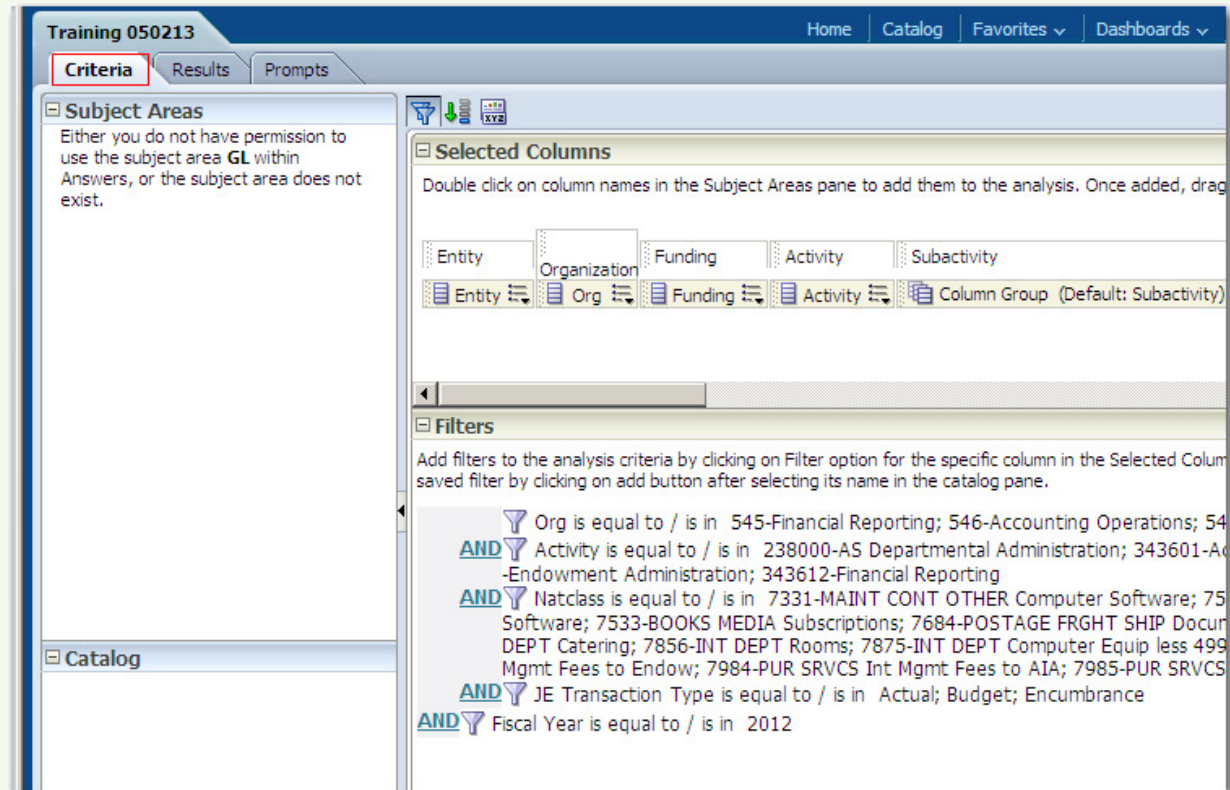 Training 050213
Home
Catalog
Favorites
Dashboards
Criteria
Results
Prompts
Subject Areas
Either you do not have permission to
use the subject area GL within
Answers, or the subject area does not
exist.
XYZ
Selected Columns
Double click on column names in the Subject Areas pane to add them to the analysis. Once added, drag
Entity
Organization
Funding
Activity
Subactivity
Entity
Org
Funding
Activity
Column Group (Default: Subactivity)
Filters
Add filters to the analysis criteria by clicking on Filter option for the specific column in the Selected Colum
saved filter by clicking on add button after selecting its name in the catalog pane.
Org is equal to / is in 545-Financial Reporting; 546-Accounting Operations; 54
AND Activity is equal to / is in 238000-AS Departmental Administration; 343601-Ac
-Endowment Administration; 343612-Financial Reporting
AND Natclass is equal to / is in 7331-MAINT CONT OTHER Computer Software; 75
Software; 7533-BOOKS MEDIA Subscriptions; 7684-POSTAGE FRGHT SHIP Docum
DEPT Catering; 7856-INT DEPT Rooms; 7875-INT DEPT Computer Equip less 499
Mgmt Fees to Endow; 7984-PUR SRVCS Int Mgmt Fees to AIA; 7985-PUR SRVCS
AND JE Transaction Type is equal to / is in Actual; Budget; Encumbrance
AND Fiscal Year is equal to / is in 2012
Catalog